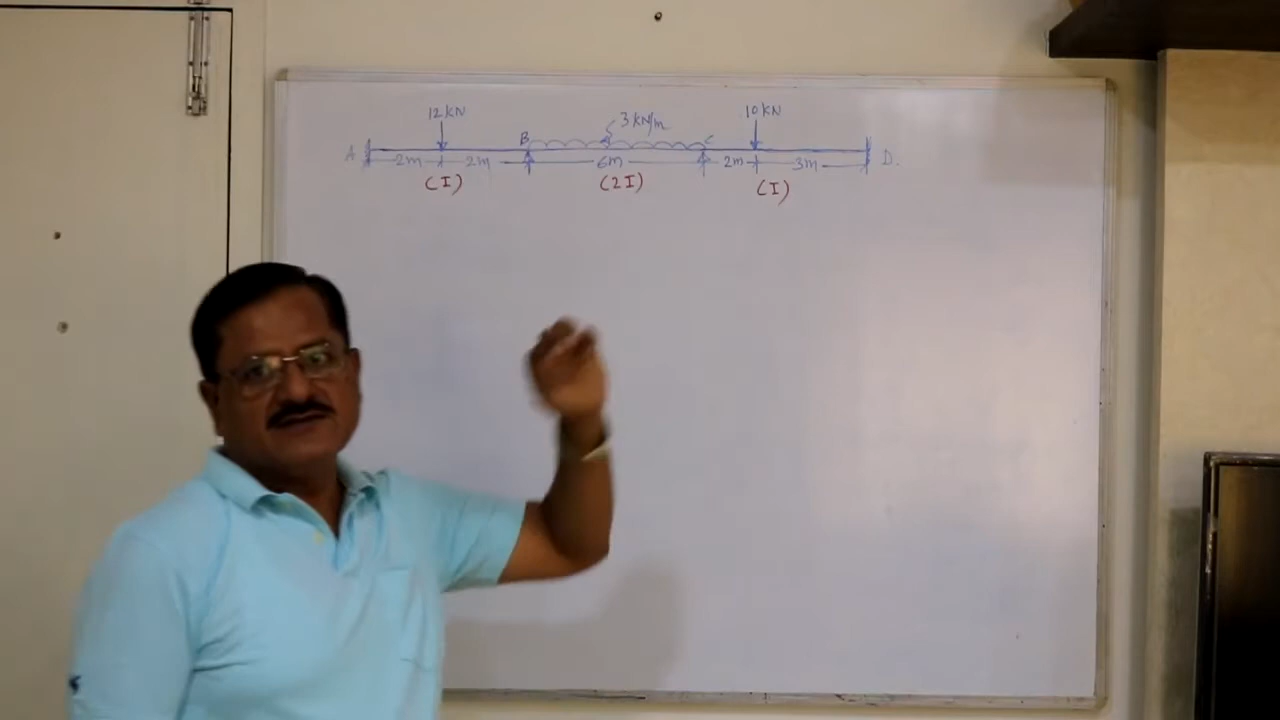 12 kN 3 kN/m 10 kN
A B C D.
2m 2m 6m 2m 3m
(I) (2I) (I)